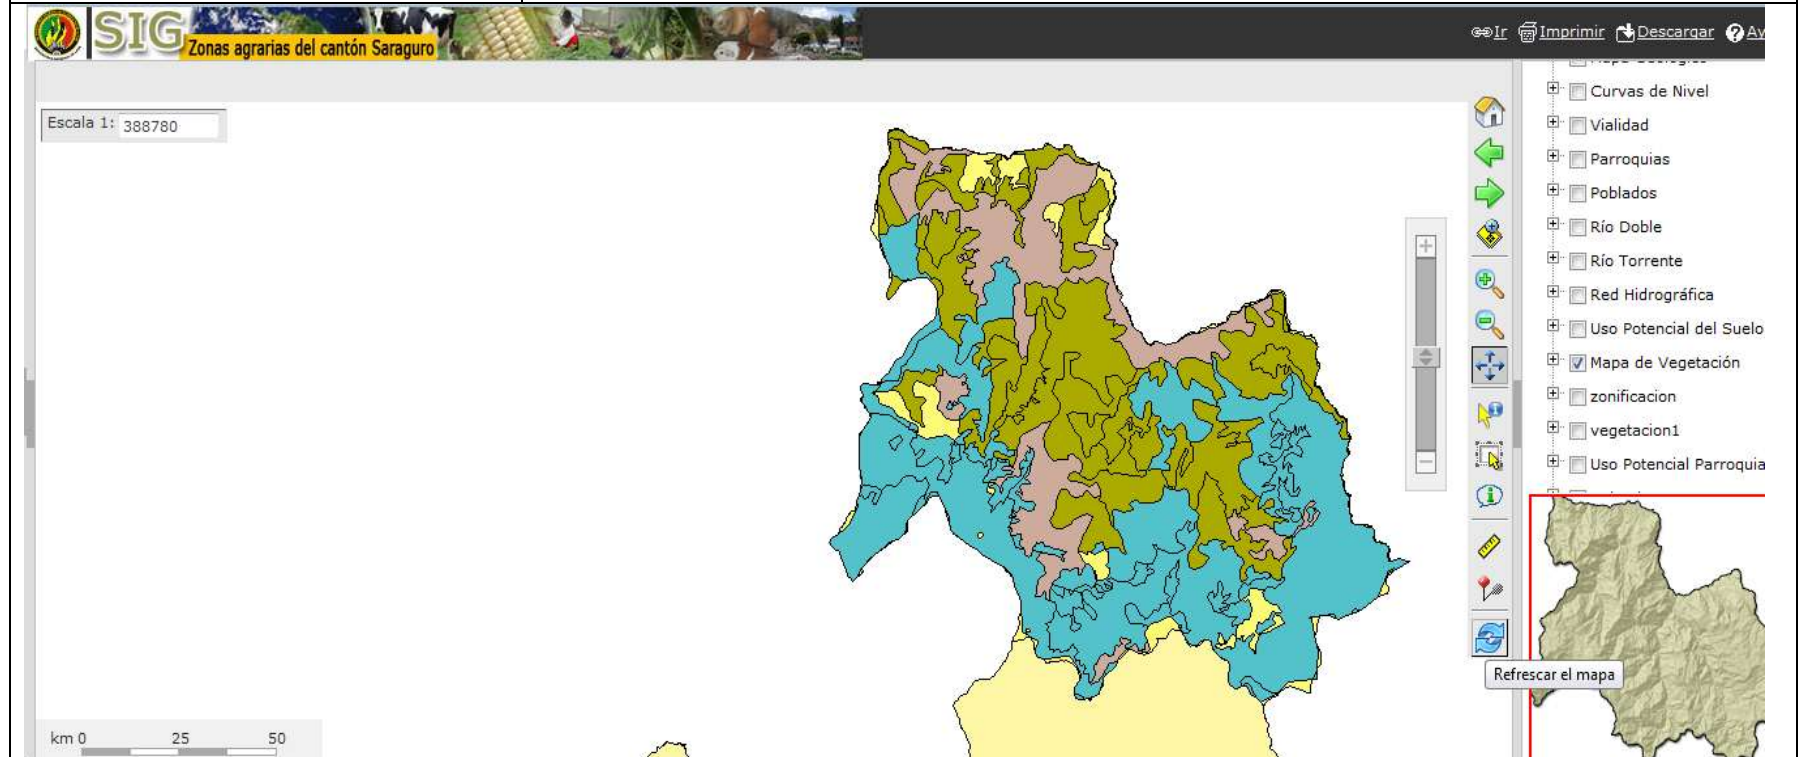 SIG
Zonas agrarias del cantón Saraguro
Ir Imprimir Descargar Ay
Escala 1: 388780
Curvas de Nivel
Vialidad
Parroquias
Poblados
Río Doble
Río Torrente
Red Hidrográfica
Uso Potencial del Suelo
Mapa de Vegetación
zonificacion
vegetacion1
Uso Potencial Parroquia
Refrescar el mapa
km 0 25 50